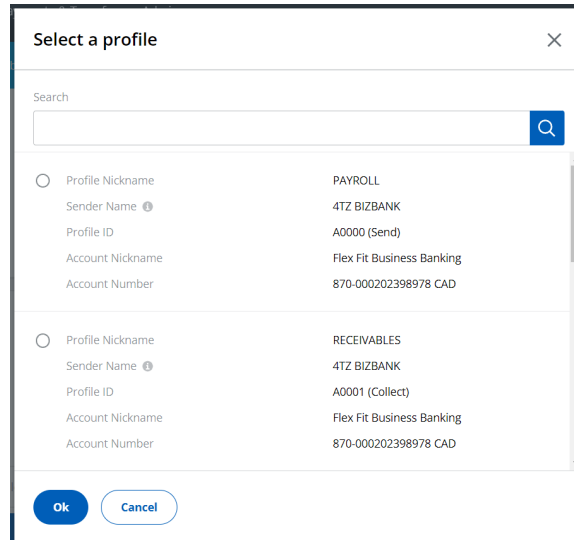 Select a profile
Search
Profile Nickname PAYROLL
Sender Name 4TZ BIZBANK
Profile ID A0000 (Send)
Account Nickname Flex Fit Business Banking
Account Number 870-000202398978 CAD
Profile Nickname RECEIVABLES
Sender Name 4TZ BIZBANK
Profile ID A0001 (Collect)
Account Nickname Flex Fit Business Banking
Account Number 870-000202398978 CAD
Ok Cancel